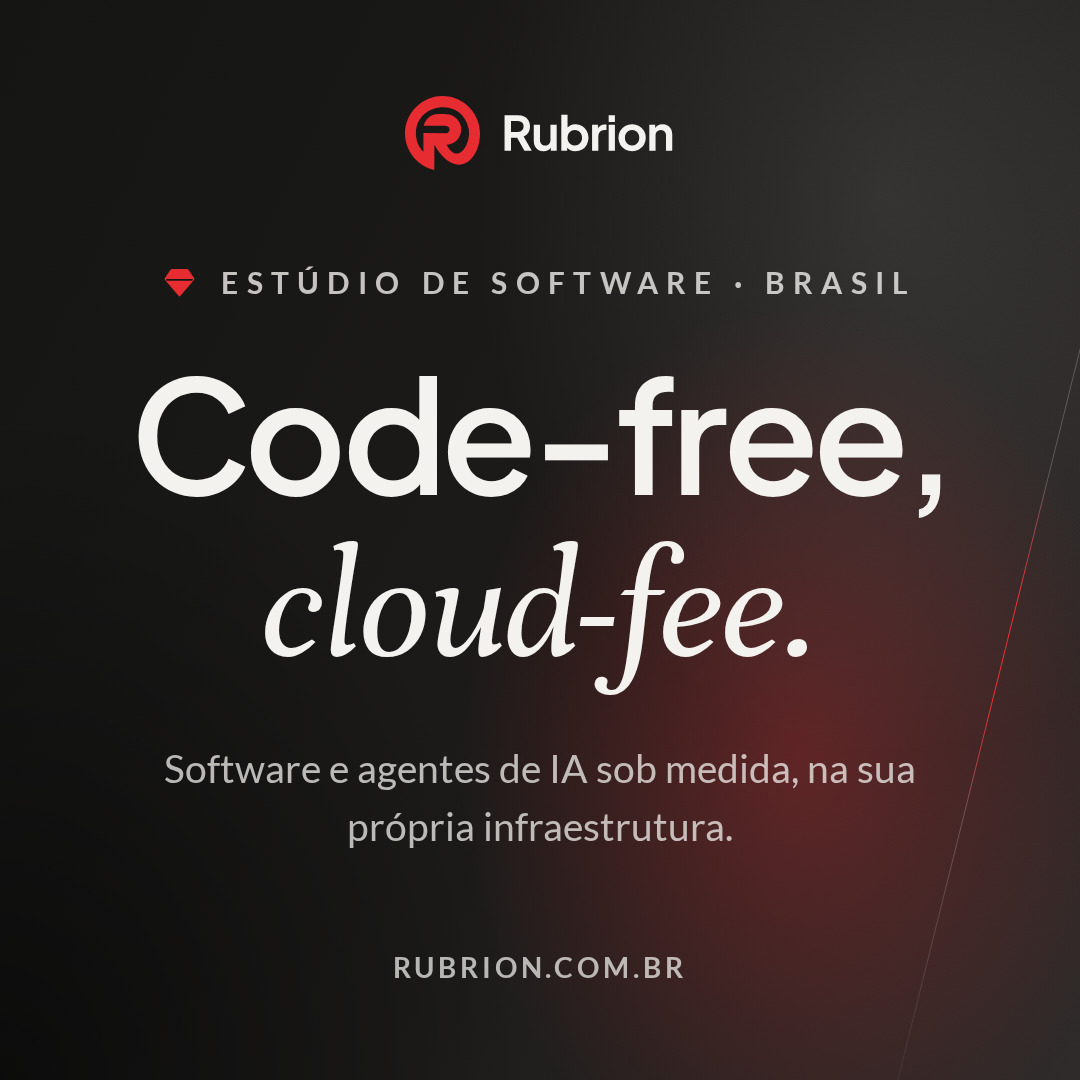 Rubrion
ESTÚDIO DE SOFTWARE · BRASIL
Code-free,
cloud-fee.
Software e agentes de IA sob medida, na sua
própria infraestrutura.
RUBRION.COM.BR